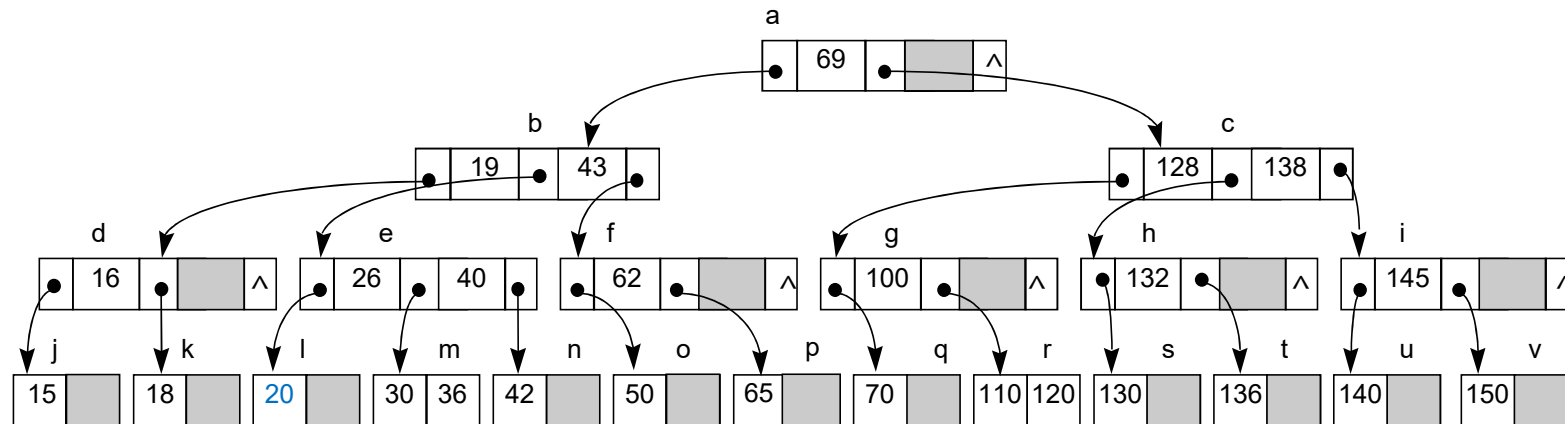 a
69 ^
b c
19 43 128 138
d e f g h i
16 ^ 26 40 62 ^ 100 ^ 132 ^ 145 ^
j k l m n o p q r s t u v
15 18 20 30 36 42 50 65 70 110 120 130 136 140 150